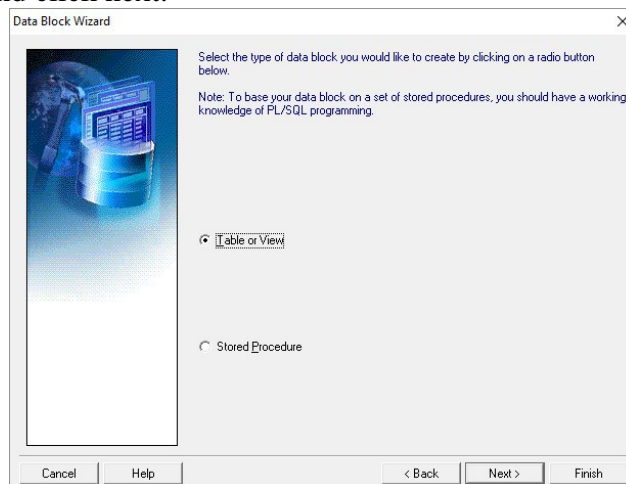 Data Block Wizard
Select the type of data block you would like to create by clicking on a radio button
below.
Note: To base your data block on a set of stored procedures, you should have a working
knowledge of PL/SQL programming.
Table or View
Stored Procedure
Cancel Help < Back Next > Finish